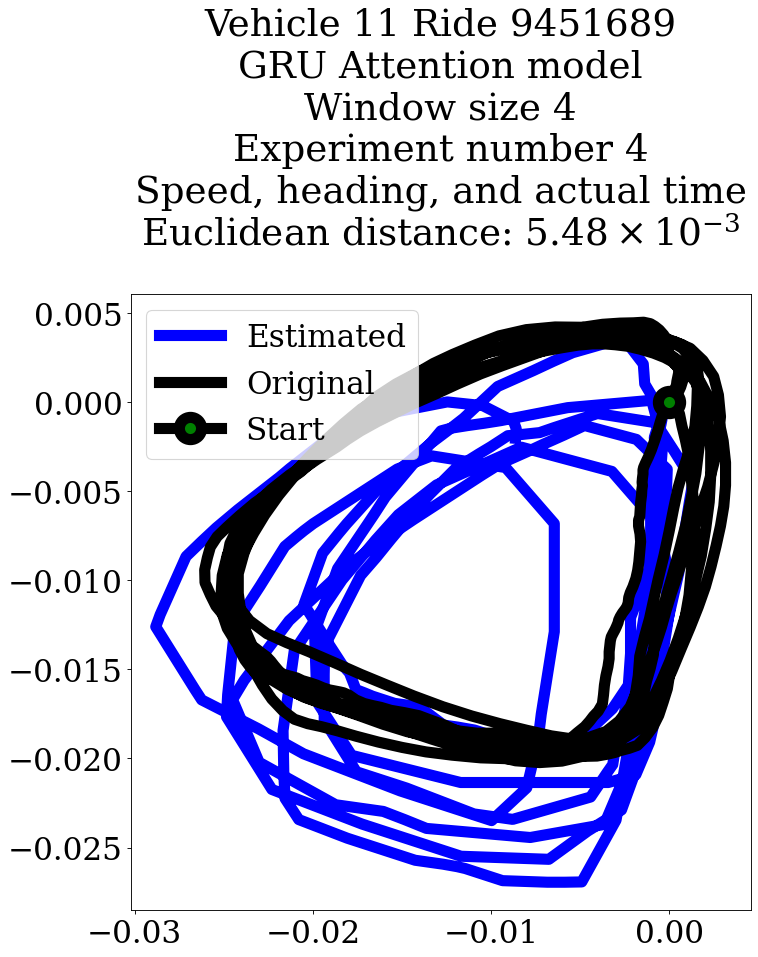 Vehicle 11 Ride 9451689
GRU Attention model
Window size 4
Experiment number 4
Speed, heading, and actual time
Euclidean distance: 5.48 × 10⁻³
0.005
Estimated
Original
0.000
Start
−0.005
−0.010
−0.015
−0.020
−0.025
−0.03
−0.02
−0.01
0.00